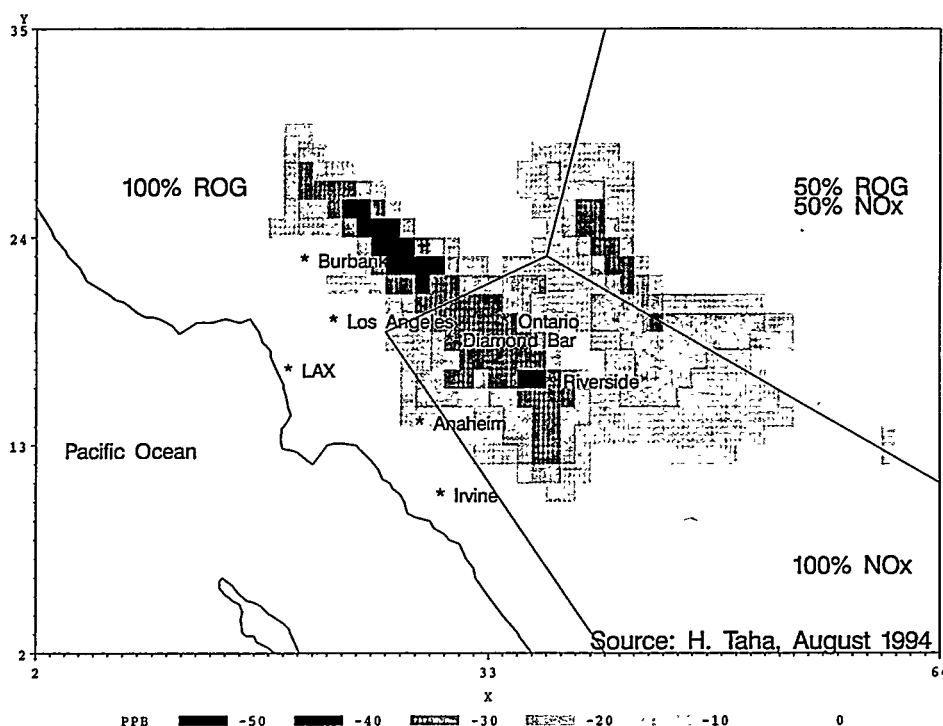 Y
35
100% ROG
50% ROG
50% NOx
24
* Burbank
* Los Angeles
Ontario
Diamond Bar
* LAX
Riverside
* Anaheim
13
Pacific Ocean
* Irvine
100% NOx
Source: H. Taha, August 1994
2
2
33
64
X
PPB -50 -40 -30 -20 -10 0